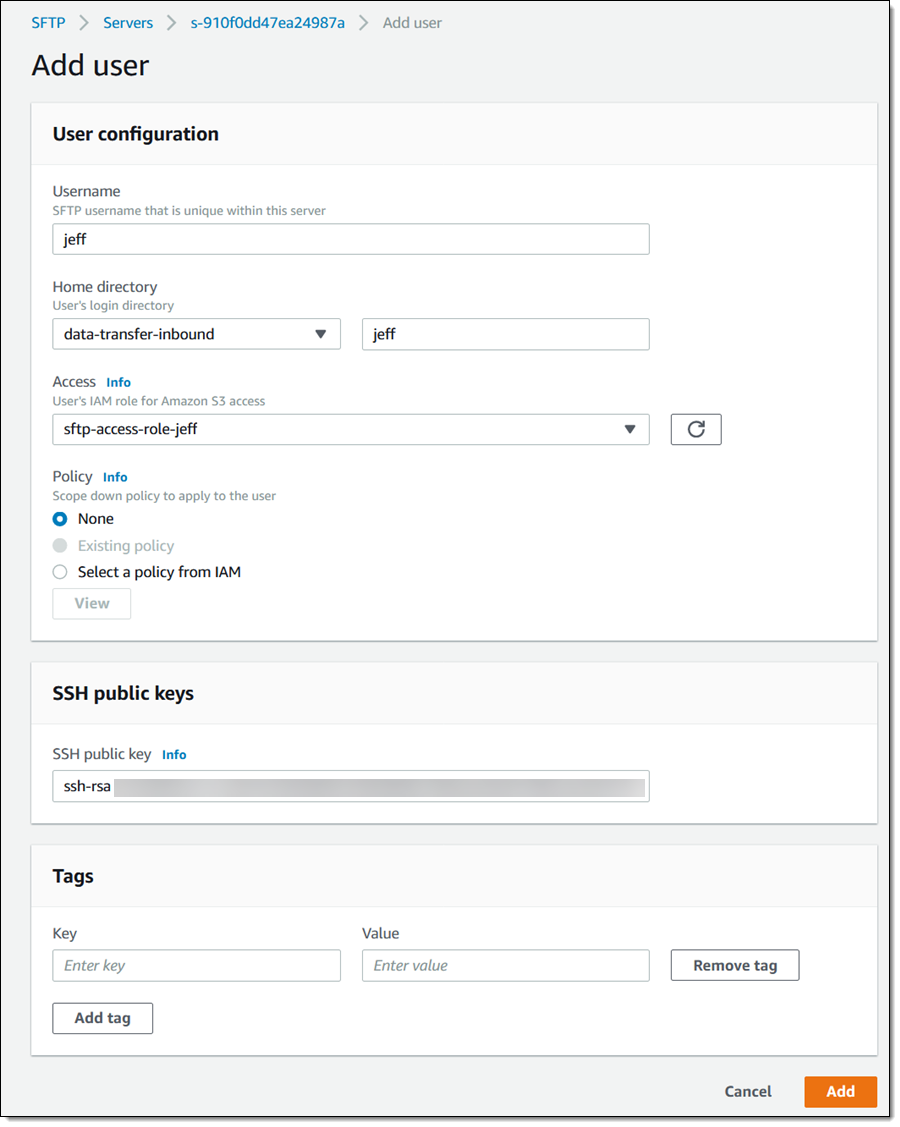 SFTP > Servers > s-910f0dd47ea24987a > Add user
Add user
User configuration
Username
SFTP username that is unique within this server
jeff
Home directory
User's login directory
data-transfer-inbound jeff
Access Info
User's IAM role for Amazon S3 access
sftp-access-role-jeff
Policy Info
Scope down policy to apply to the user
None
Existing policy
Select a policy from IAM
View
SSH public keys
SSH public key Info
ssh-rsa
Tags
Key Value
Enter key Enter value Remove tag
Add tag
Cancel Add